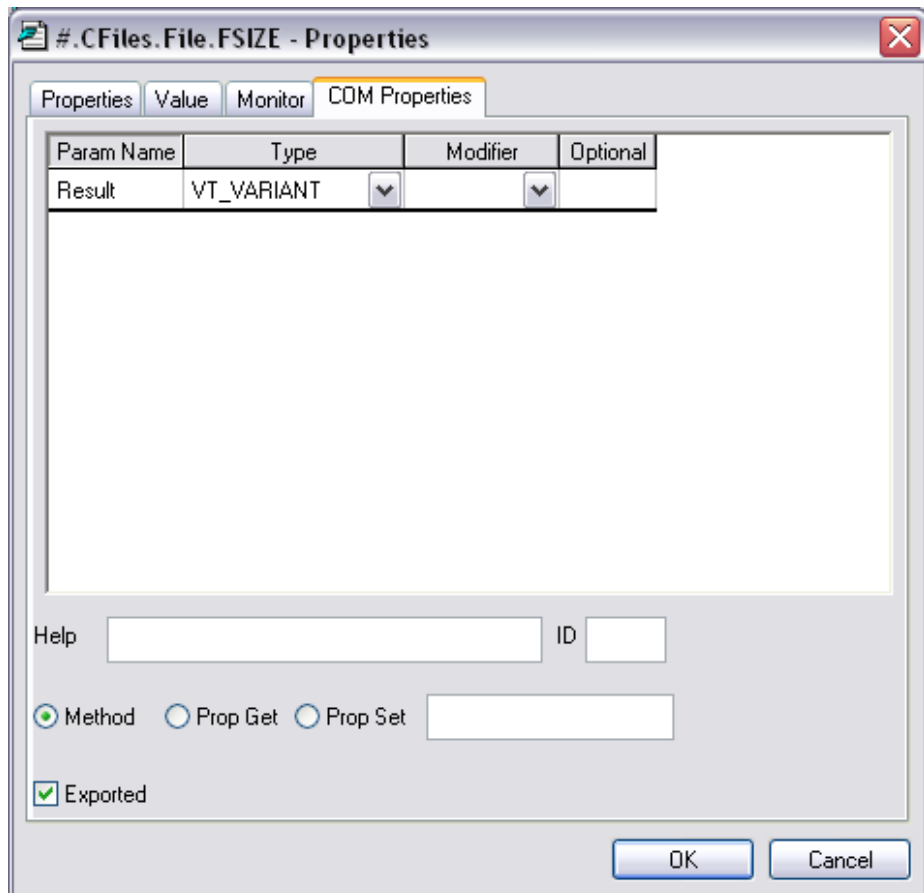 #.CFiles.File.FSIZE - Properties
Properties Value Monitor COM Properties
Param Name Type Modifier Optional
Result VT_VARIANT
Help ID
Method Prop Get Prop Set
Exported
OK Cancel